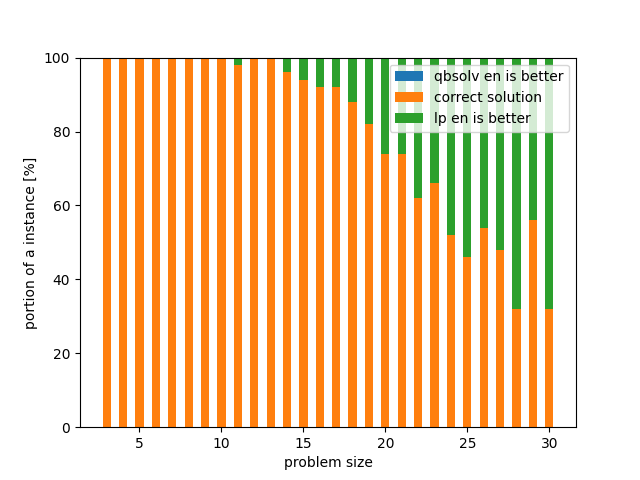 100
80
60
40
20
0
portion of a instance [%]
qbsolv en is better
correct solution
lp en is better
5 10 15 20 25 30
problem size